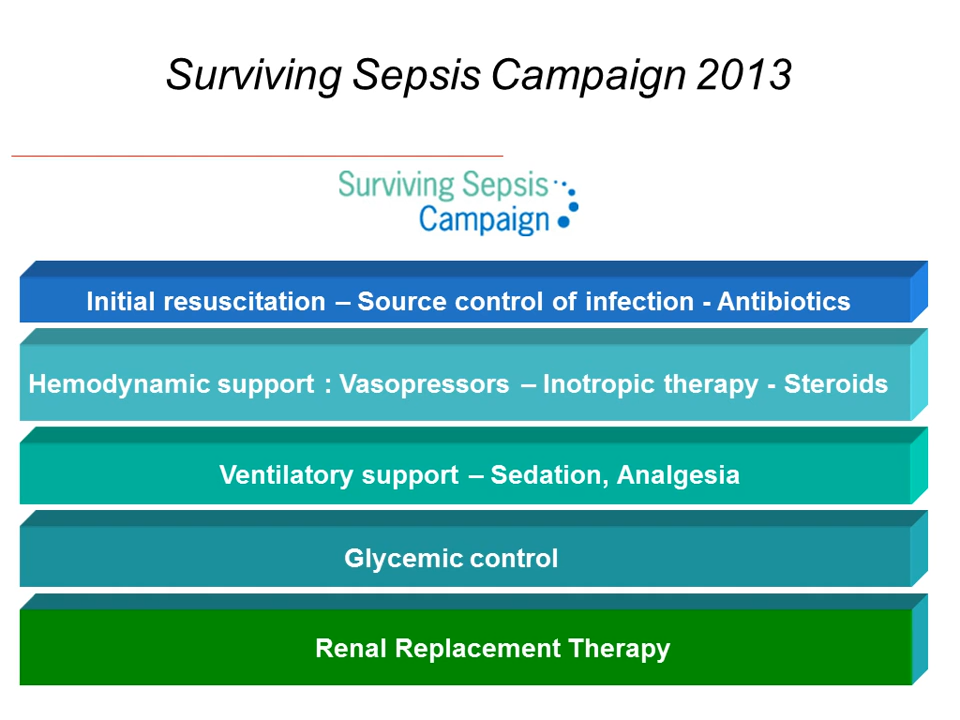 Surviving Sepsis Campaign 2013
Surviving Sepsis
Campaign
Initial resuscitation – Source control of infection - Antibiotics
Hemodynamic support : Vasopressors – Inotropic therapy - Steroids
Ventilatory support – Sedation, Analgesia
Glycemic control
Renal Replacement Therapy